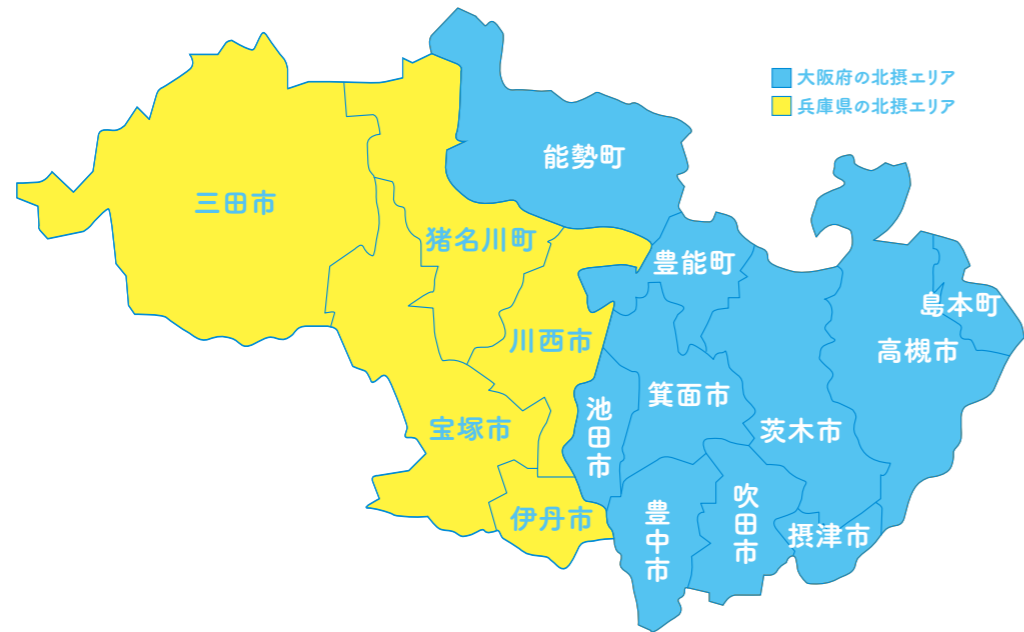 大阪府の北摂エリア
兵庫県の北摂エリア
能勢町
三田市
猪名川町
豊能町
島本町
川西市
高槻市
箕面市
池田市
宝塚市
茨木市
伊丹市
豊中市
吹田市
摂津市